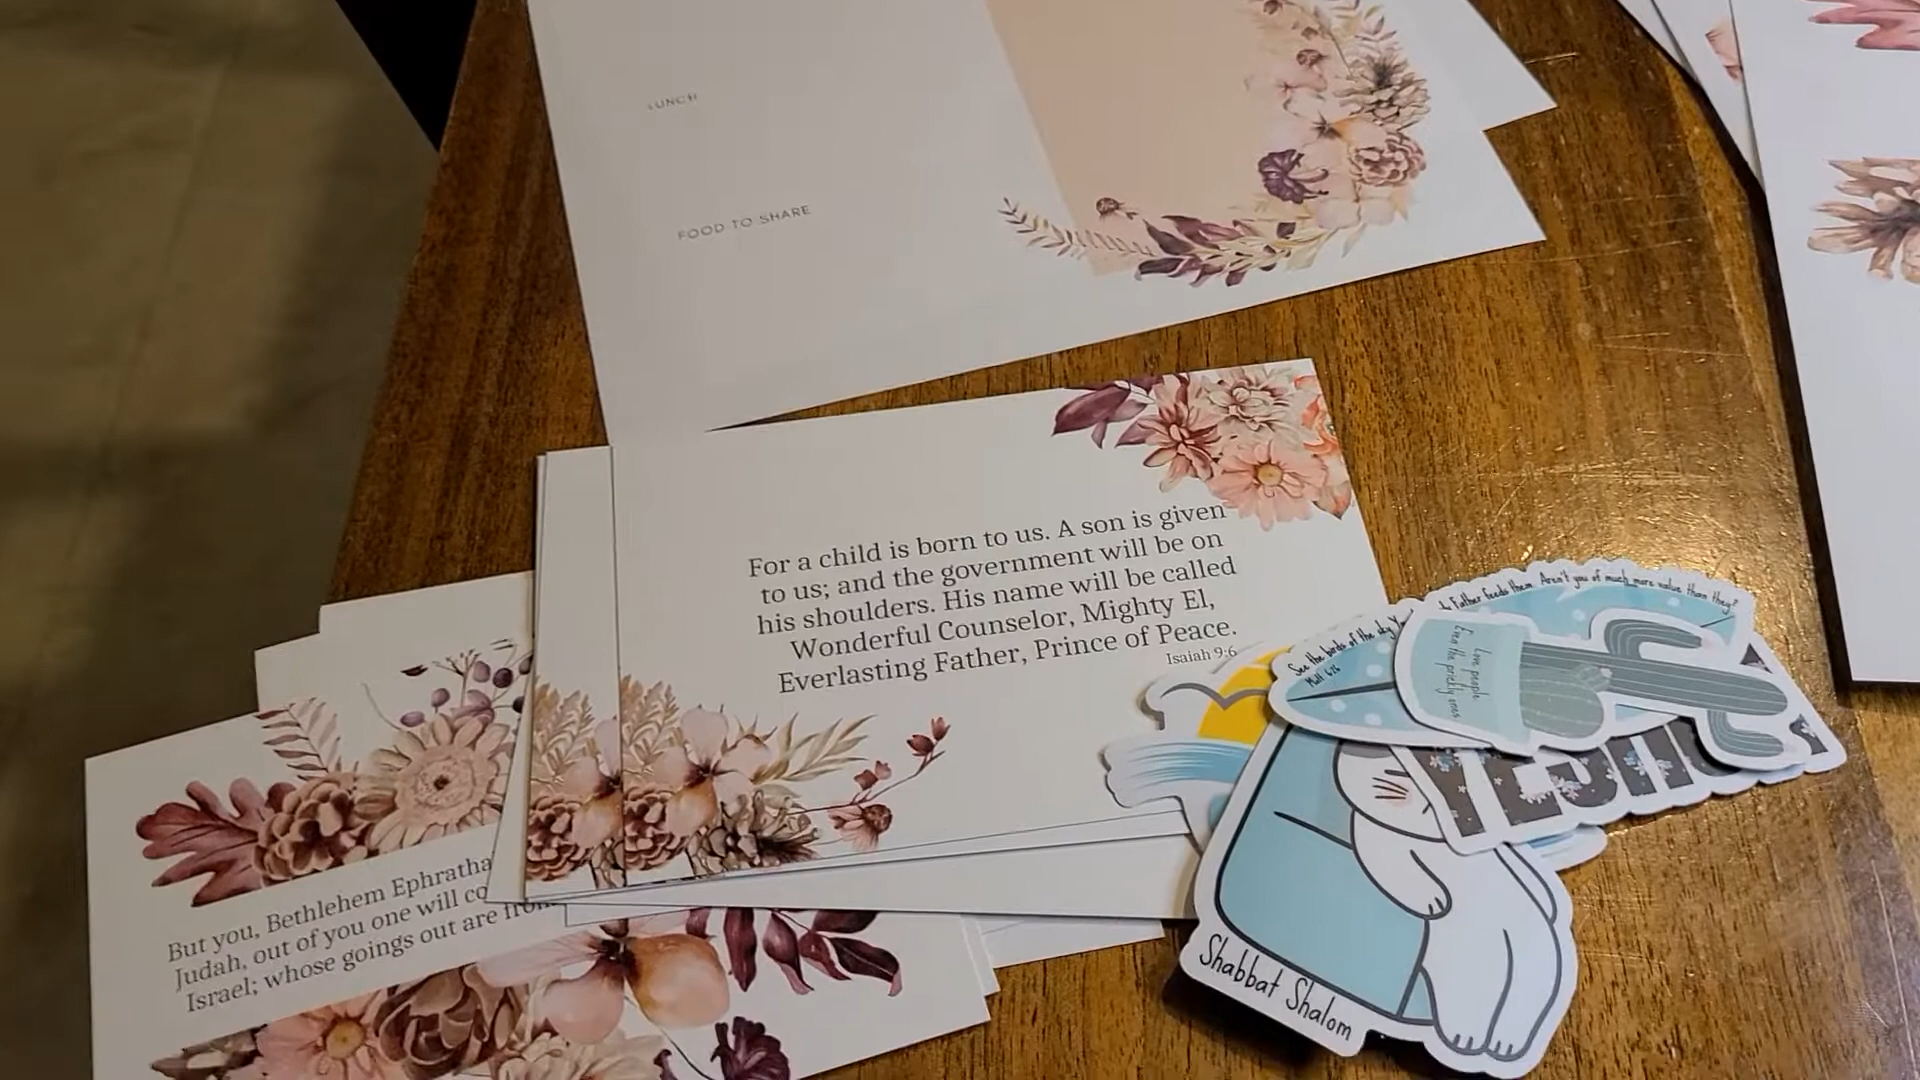 LUNCH
FOOD TO SHARE
For a child is born to us. A son is given
to us; and the government will be on
his shoulders. His name will be called
Wonderful Counselor, Mighty El,
Everlasting Father, Prince of Peace.
Isaiah 9:6
But you, Bethlehem Ephratha
Judah, out of you one will
Israel; whose goings out are from
See the birds of the sky
Father feeds them. Aren't you of much more value than they?
Matt 6:26
Love people.
Even the prickly ones.
Shabbat Shalom